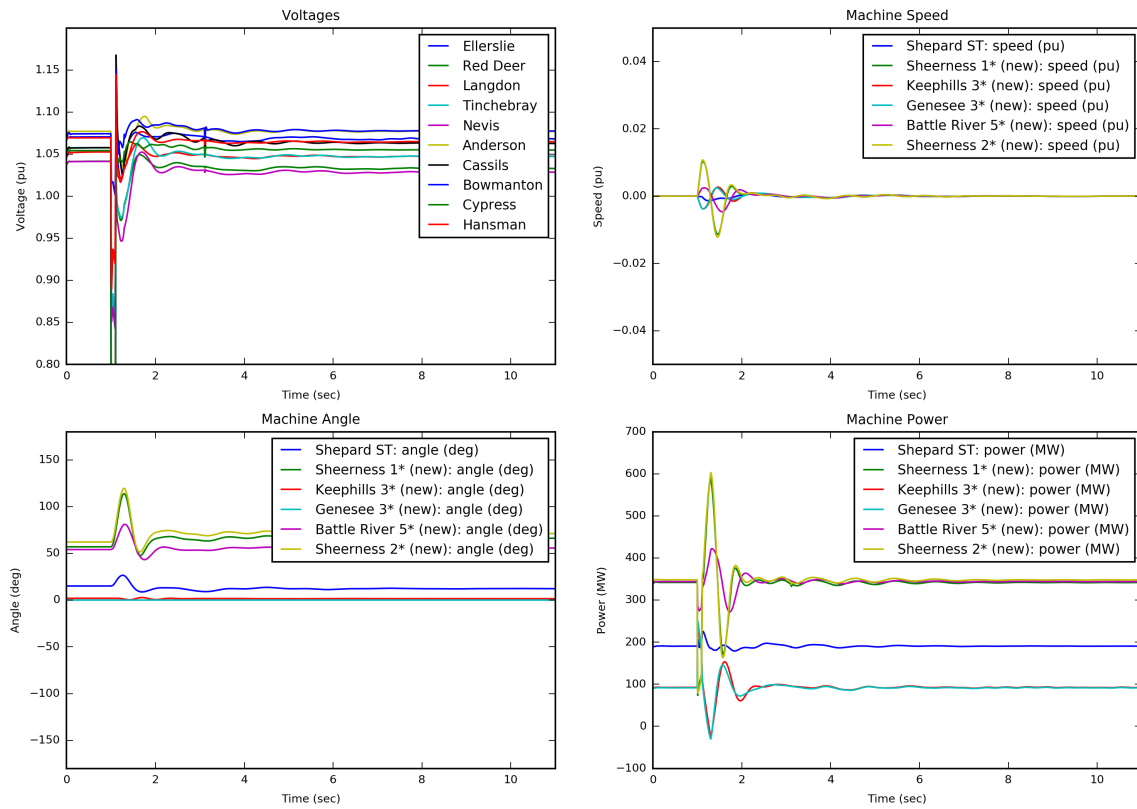 Voltages
1.15
1.10
1.05
1.00
0.95
0.90
0.85
0.80
Voltage (pu)
Ellerslie
Red Deer
Langdon
Tinchebray
Nevis
Anderson
Cassils
Bowmanton
Cypress
Hansman
0 2 4 6 8 10
Time (sec)
Machine Speed
0.04
0.02
0.00
−0.02
−0.04
Speed (pu)
Shepard ST: speed (pu)
Sheerness 1* (new): speed (pu)
Keephills 3* (new): speed (pu)
Genesee 3* (new): speed (pu)
Battle River 5* (new): speed (pu)
Sheerness 2* (new): speed (pu)
0 2 4 6 8 10
Time (sec)
Machine Angle
150
100
50
0
−50
−100
−150
Angle (deg)
Shepard ST: angle (deg)
Sheerness 1* (new): angle (deg)
Keephills 3* (new): angle (deg)
Genesee 3* (new): angle (deg)
Battle River 5* (new): angle (deg)
Sheerness 2* (new): angle (deg)
0 2 4 6 8 10
Time (sec)
Machine Power
700
600
500
400
300
200
100
0
−100
Power (MW)
Shepard ST: power (MW)
Sheerness 1* (new): power (MW)
Keephills 3* (new): power (MW)
Genesee 3* (new): power (MW)
Battle River 5* (new): power (MW)
Sheerness 2* (new): power (MW)
0 2 4 6 8 10
Time (sec)